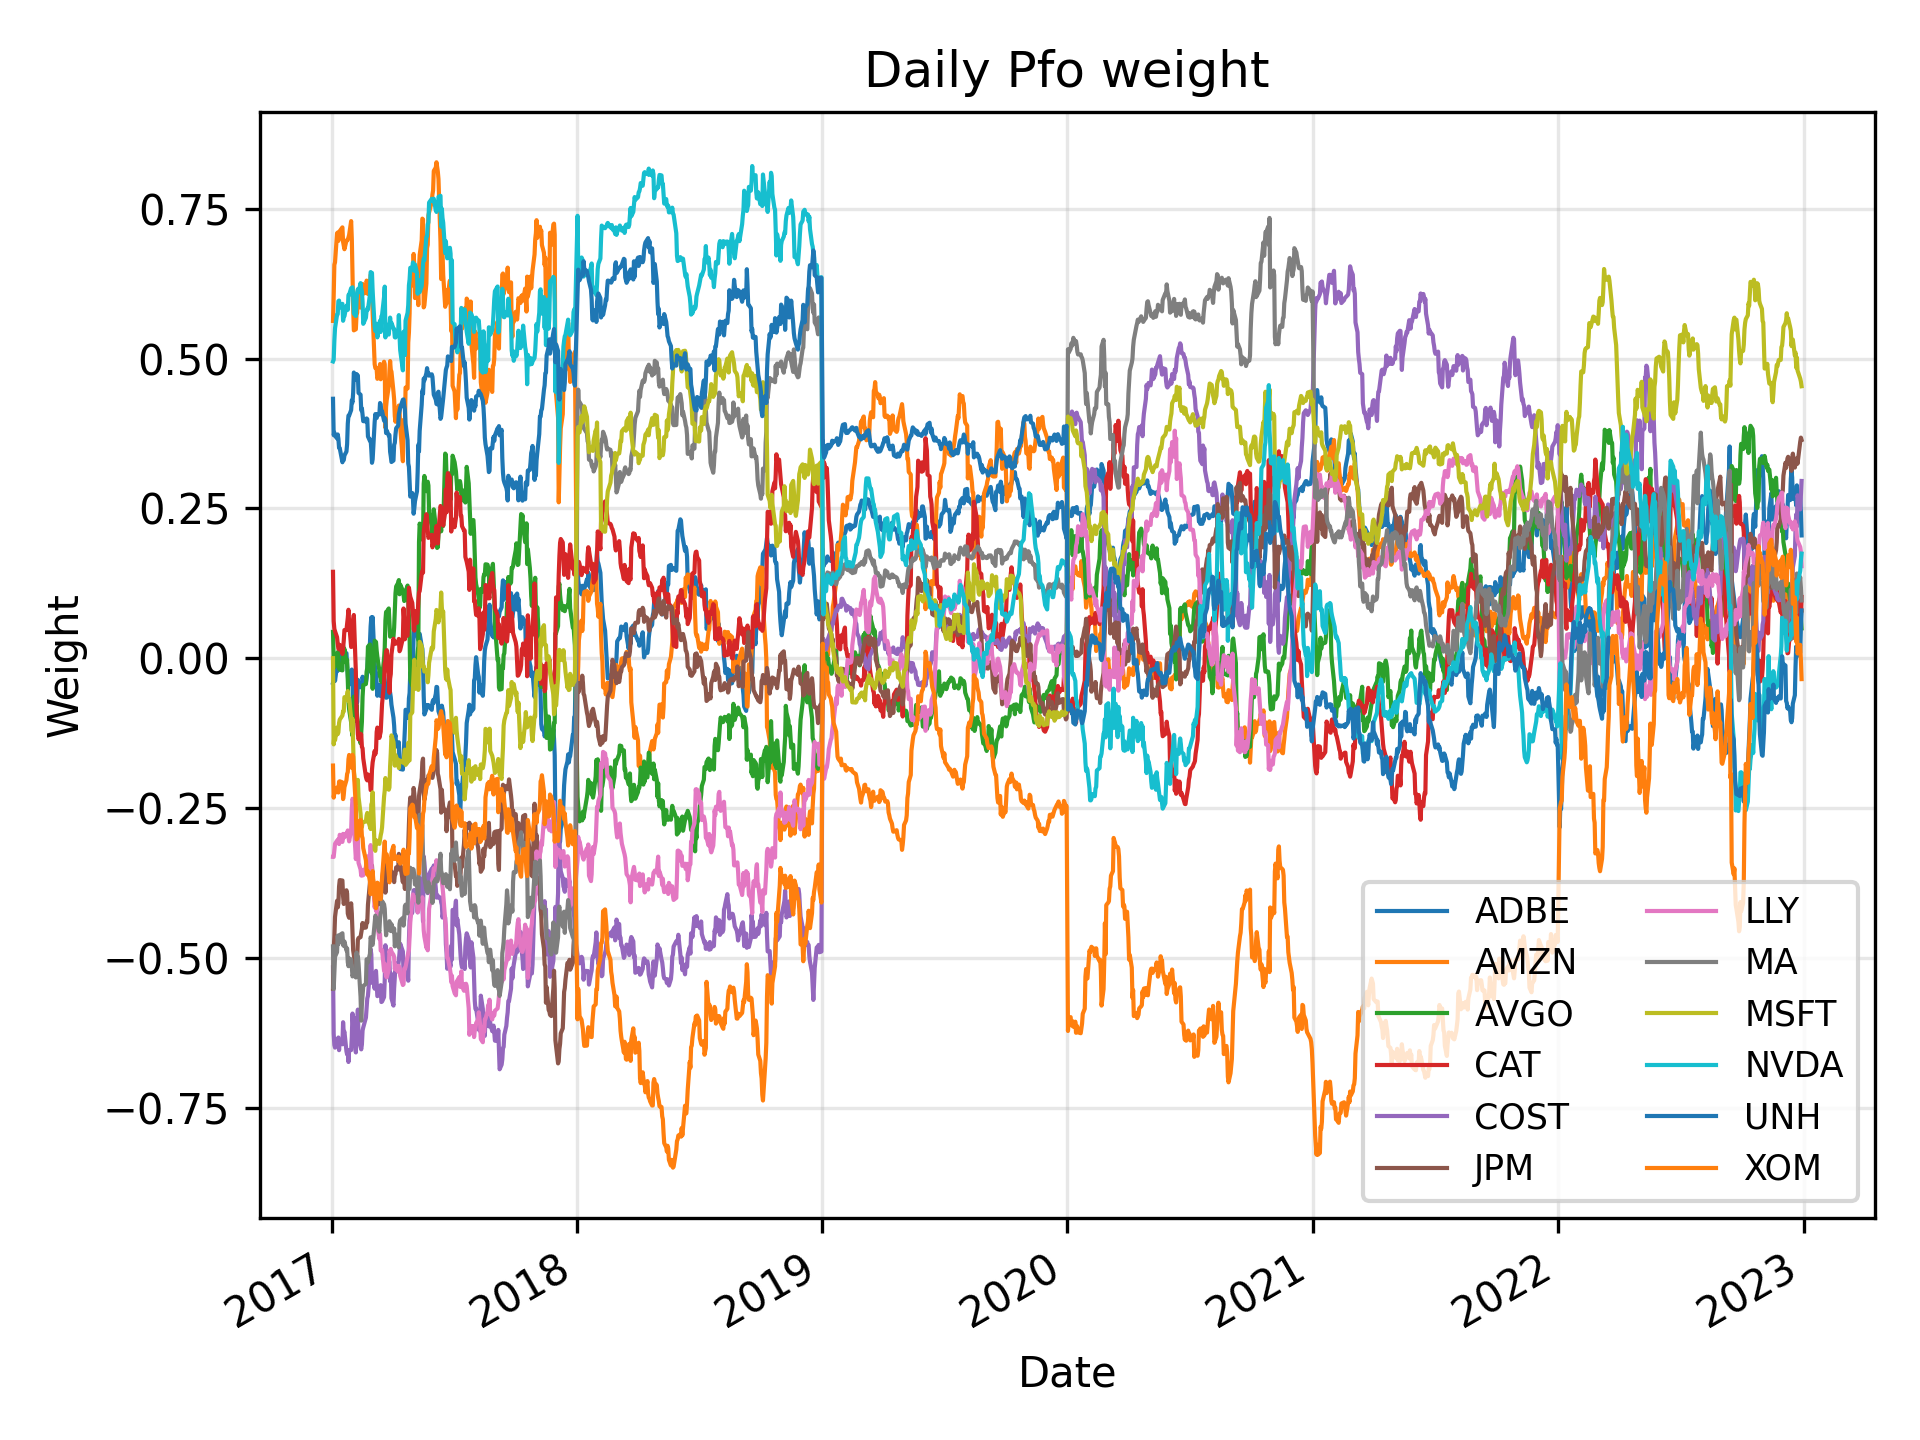 Daily Pfo weight
Weight
0.75
0.50
0.25
0.00
−0.25
−0.50
−0.75
ADBE
AMZN
AVGO
CAT
COST
JPM
LLY
MA
MSFT
NVDA
UNH
XOM
2017
2018
2019
2020
2021
2022
2023
Date